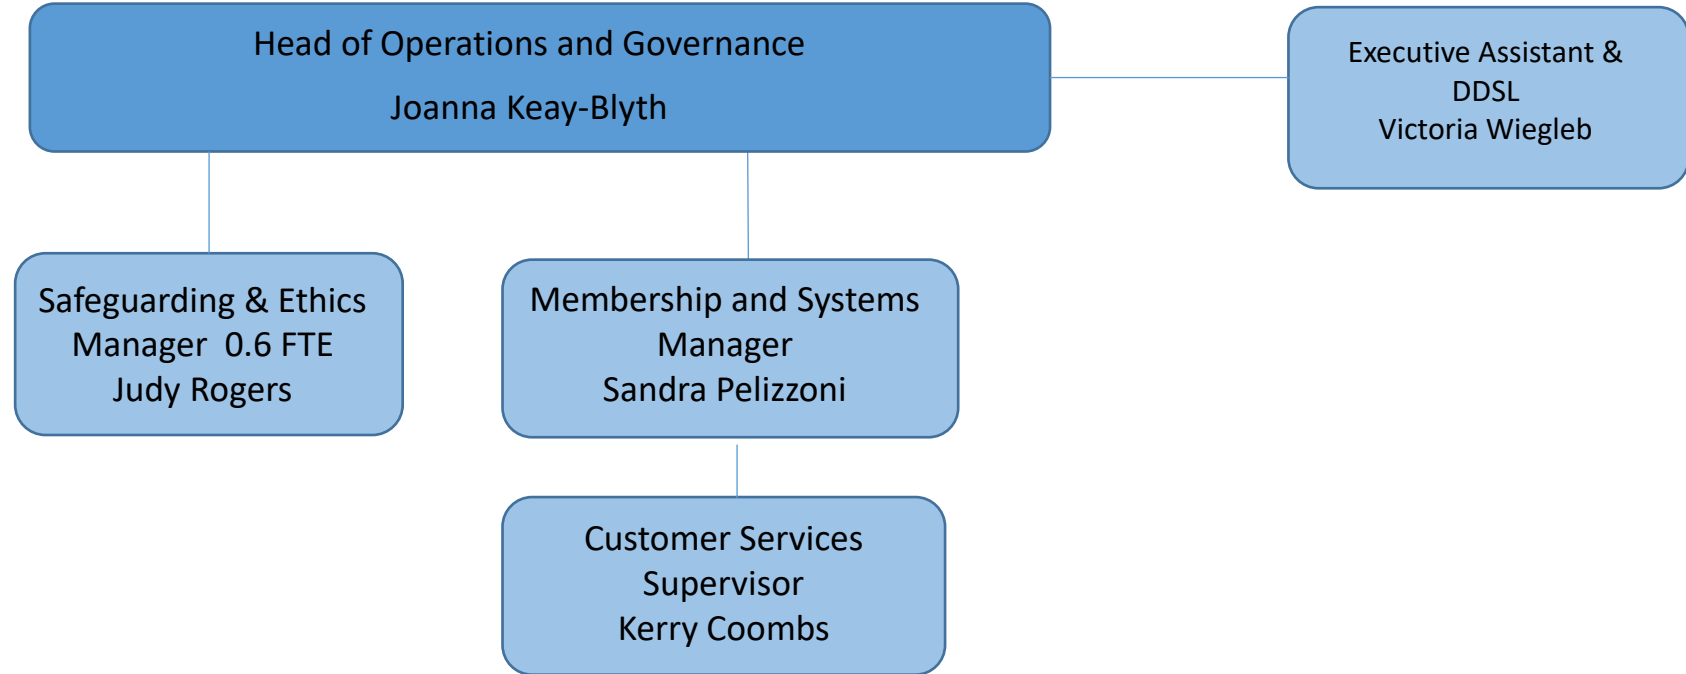 Head of Operations and Governance
Joanna Keay-Blyth
Executive Assistant &
DDSL
Victoria Wiegleb
Safeguarding & Ethics
Manager  0.6 FTE
Judy Rogers
Membership and Systems
Manager
Sandra Pelizzoni
Customer Services
Supervisor
Kerry Coombs